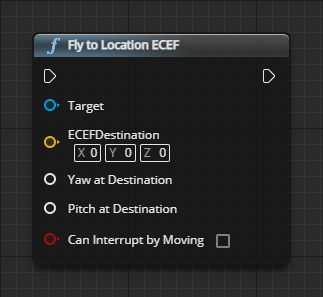 f Fly to Location ECEF
Target
ECEFDestination
X 0 Y 0 Z 0
Yaw at Destination
Pitch at Destination
Can Interrupt by Moving